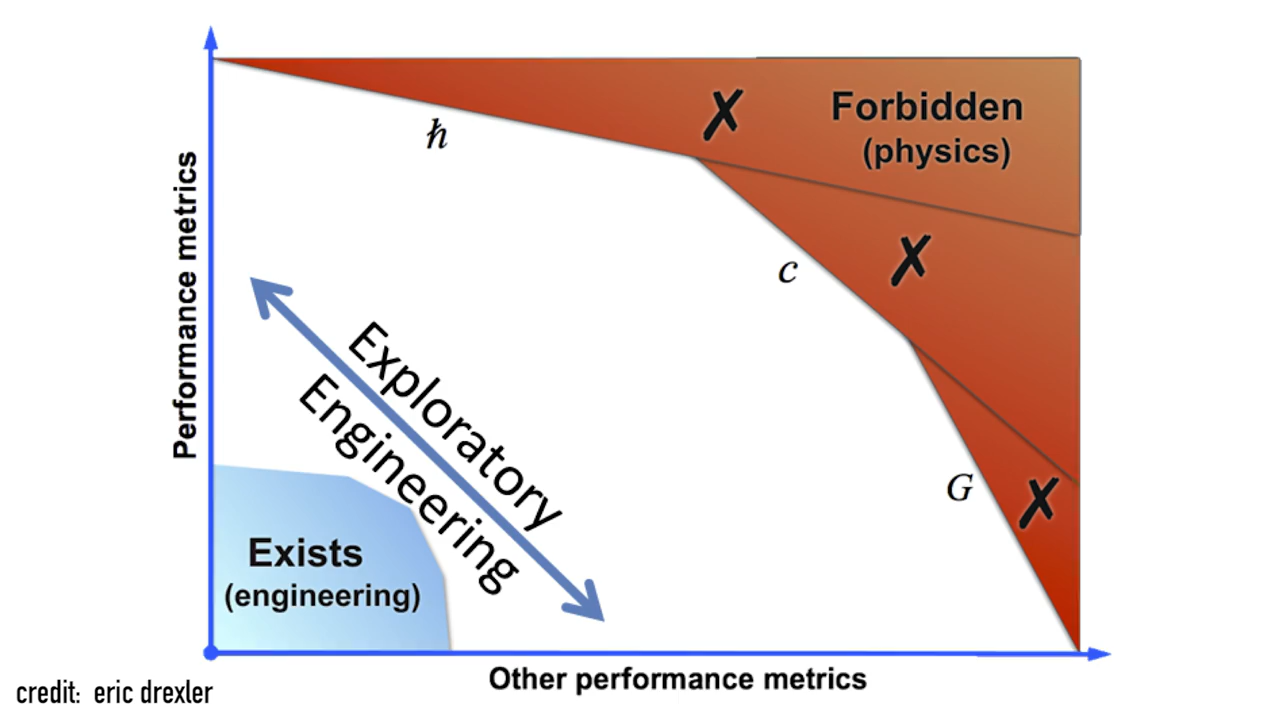 Forbidden
(physics)
✗
ħ
✗
c
Performance metrics
Exploratory
Engineering
G
✗
Exists
(engineering)
Other performance metrics
credit: eric drexler